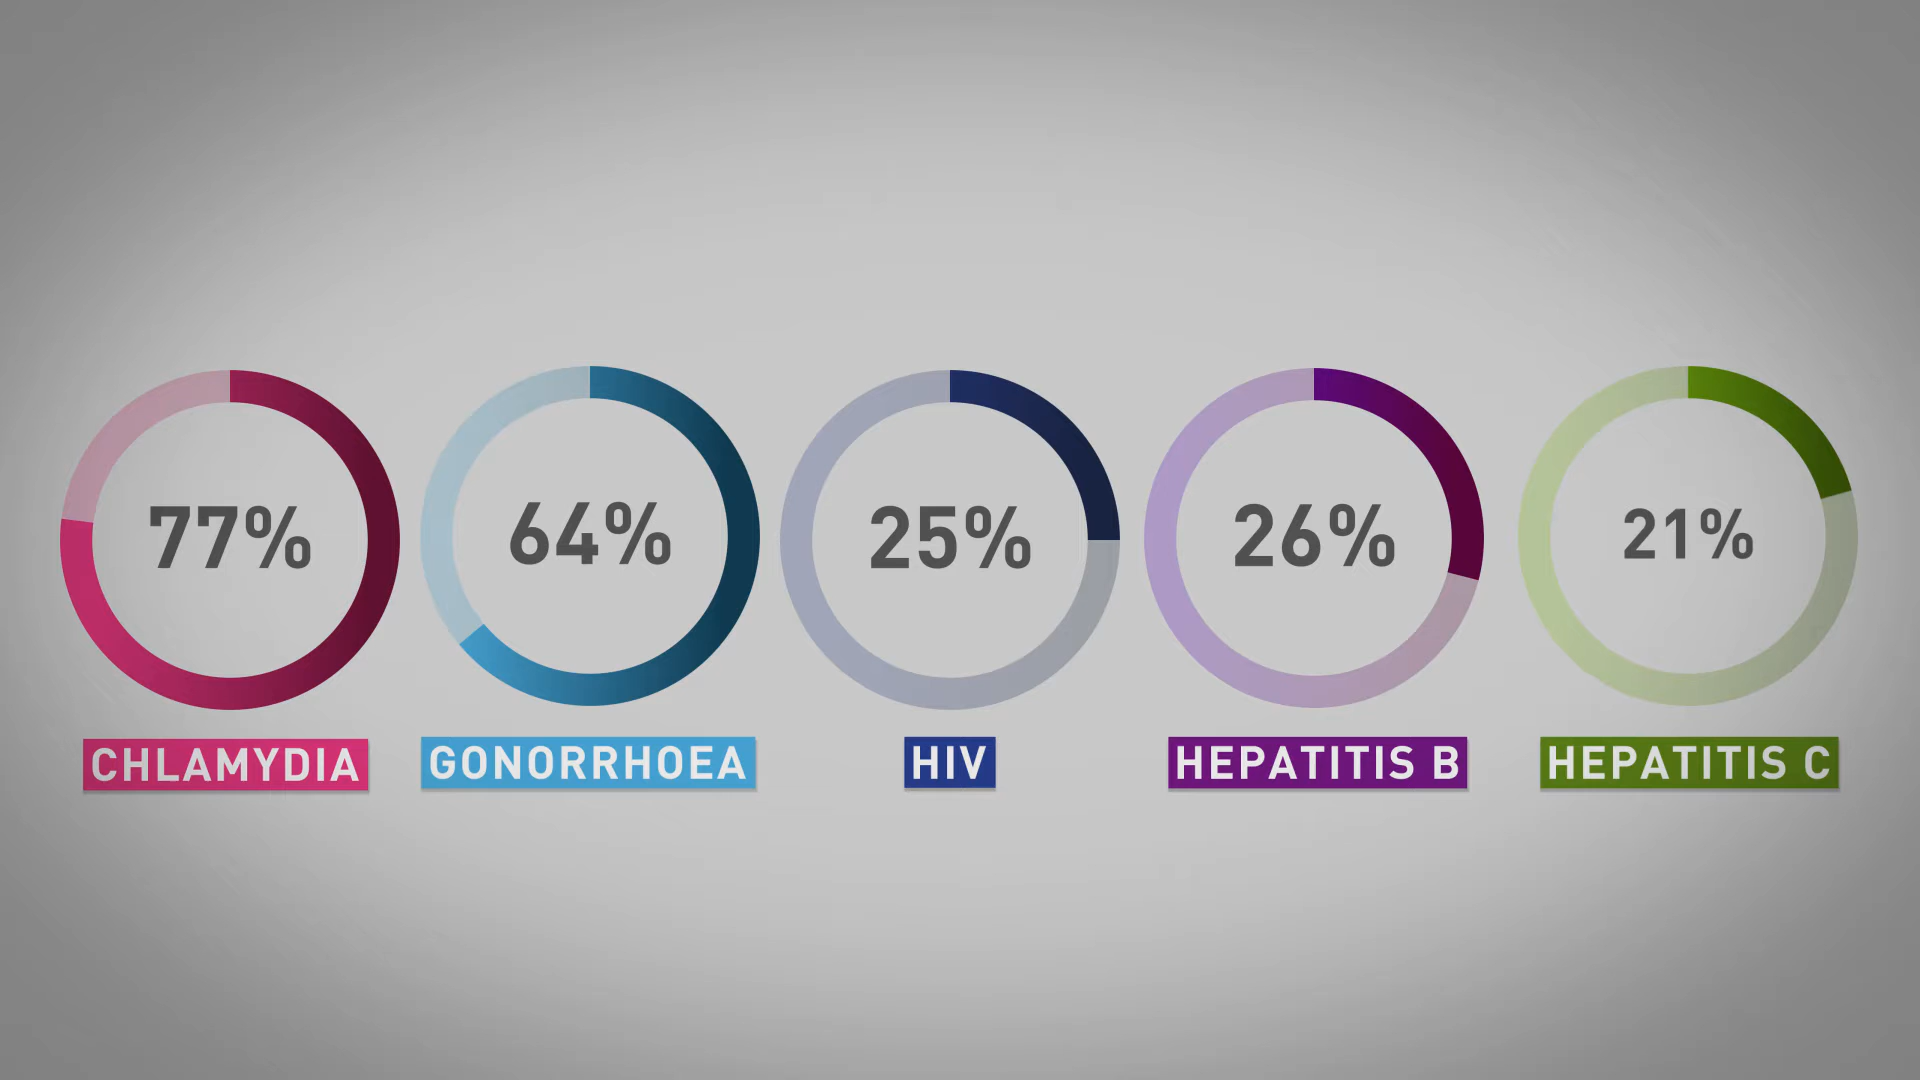 77%
64%
25%
26%
21%
CHLAMYDIA
GONORRHOEA
HIV
HEPATITIS B
HEPATITIS C